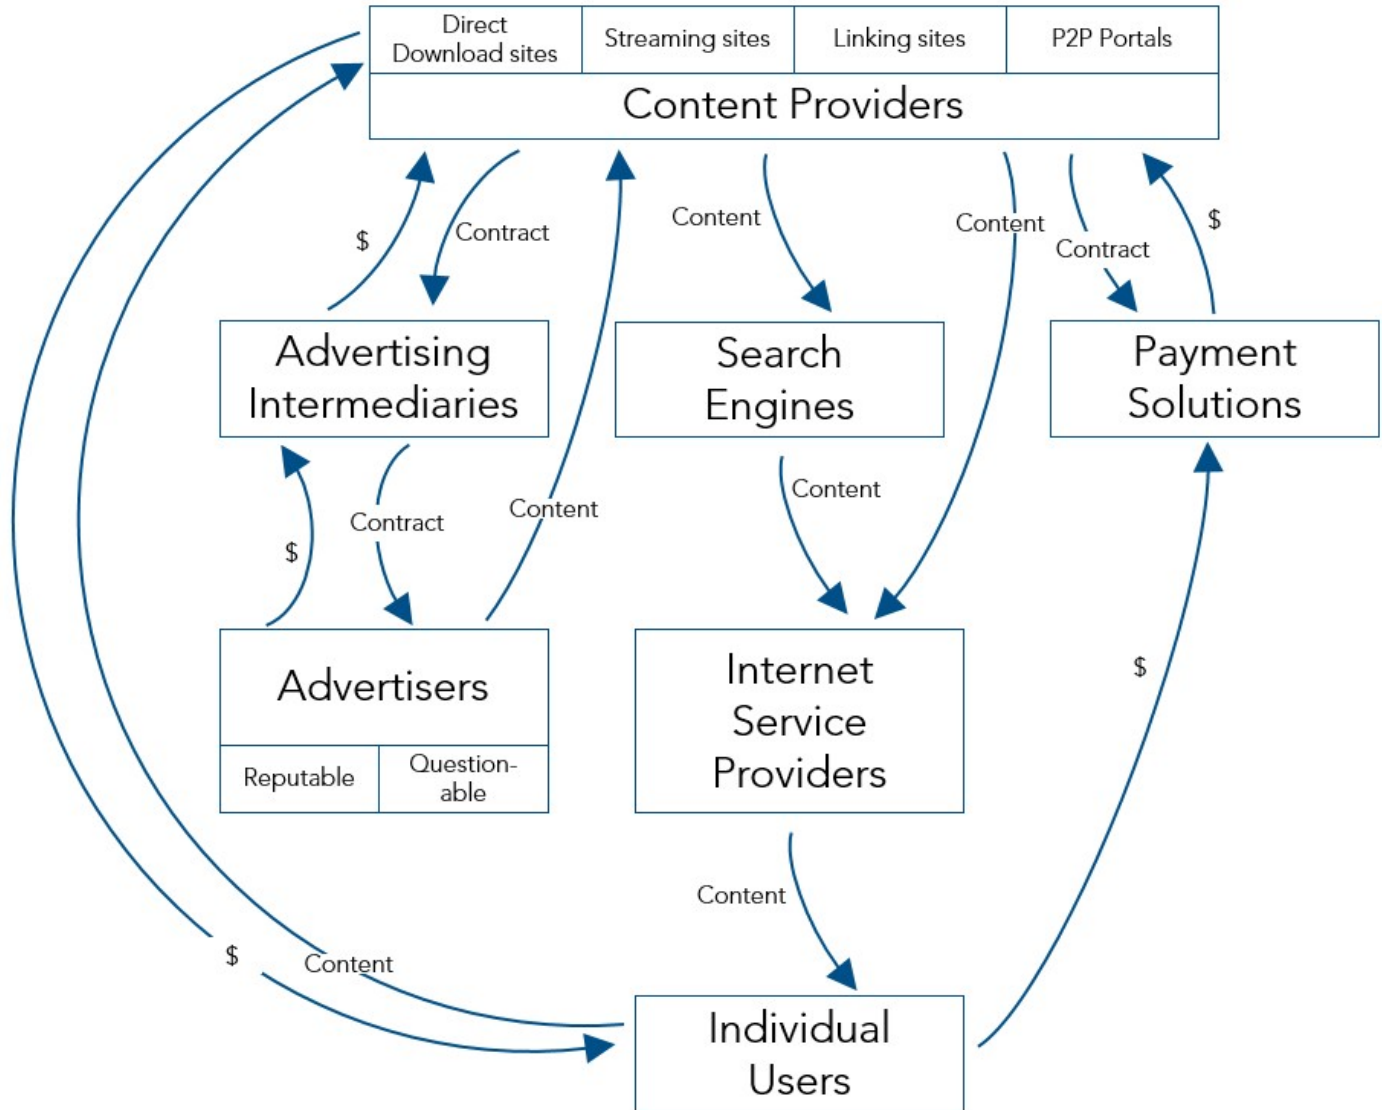 Direct
Download sites
Streaming sites
Linking sites
P2P Portals
Content Providers
$
Contract
Content
Content
Contract
$
Advertising
Intermediaries
Search
Engines
Payment
Solutions
$
Contract
Content
Content
$
Advertisers
Reputable
Question-
able
Internet
Service
Providers
Content
$
Content
Individual
Users